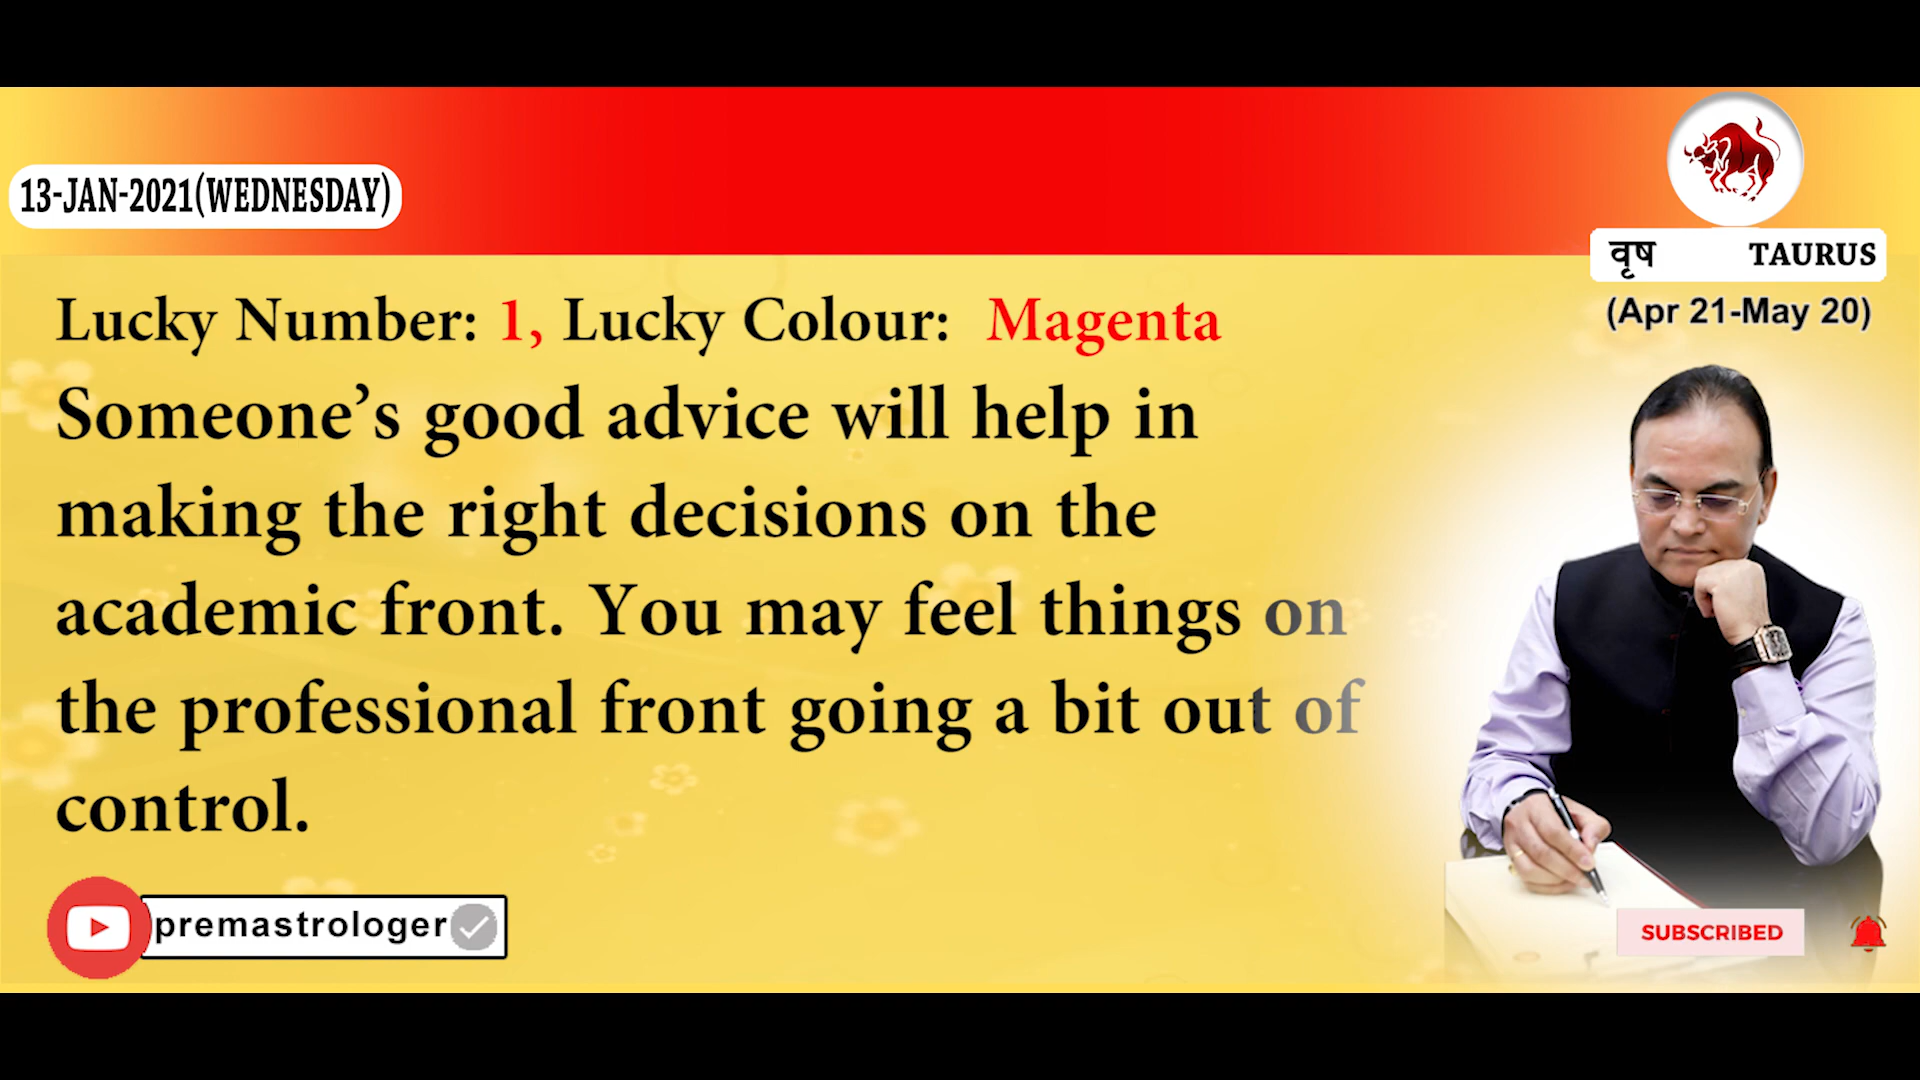 13-JAN-2021(WEDNESDAY)
वृष TAURUS
(Apr 21-May 20)
Lucky Number: 1, Lucky Colour: Magenta
Someone’s good advice will help in
making the right decisions on the
academic front. You may feel things on
the professional front going a bit out of
control.
premastrologer
SUBSCRIBED